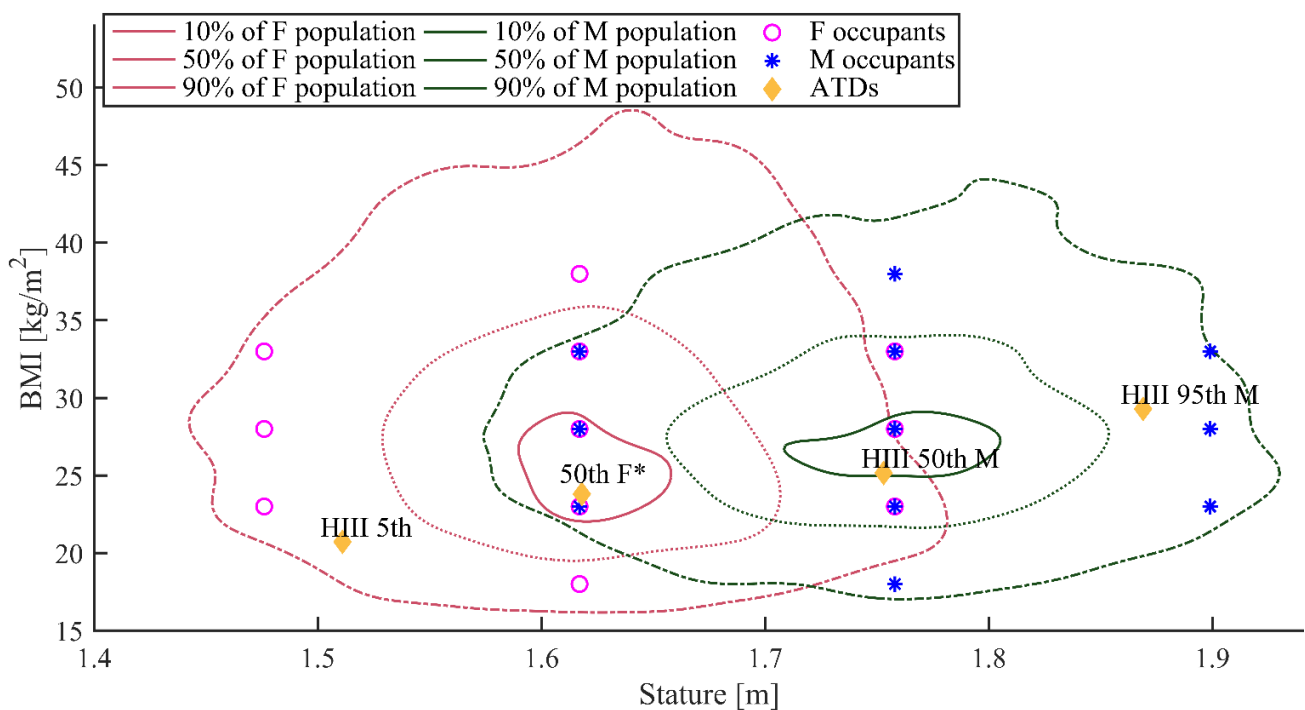 10% of F population 10% of M population F occupants
50% of F population 50% of M population M occupants
90% of F population 90% of M population ATDs
50
45
40
35
30
25
20
15
BMI [kg/m²]
HIII 95th M
HIII 50th M
50th F*
HIII 5th
1.4 1.5 1.6 1.7 1.8 1.9
Stature [m]